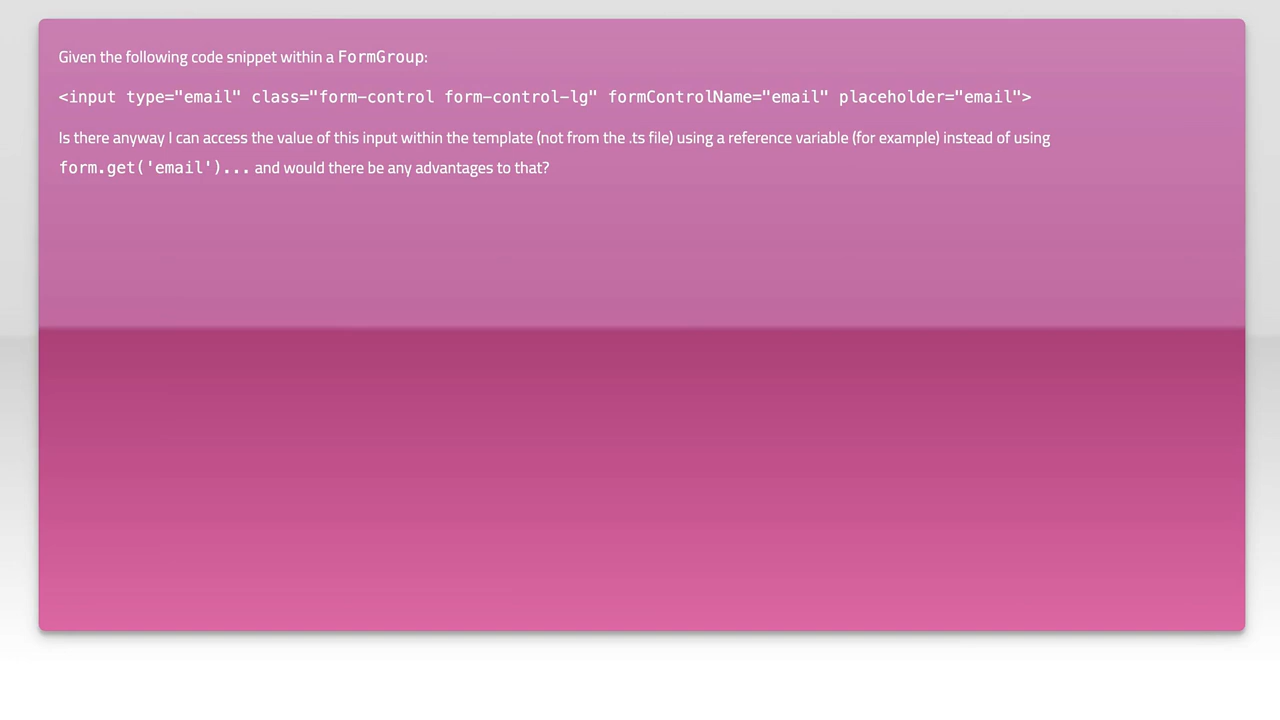 Given the following code snippet within a FormGroup:
<input type="email" class="form-control form-control-lg" formControlName="email" placeholder="email">
Is there anyway I can access the value of this input within the template (not from the .ts file) using a reference variable (for example) instead of using
form.get('email')... and would there be any advantages to that?